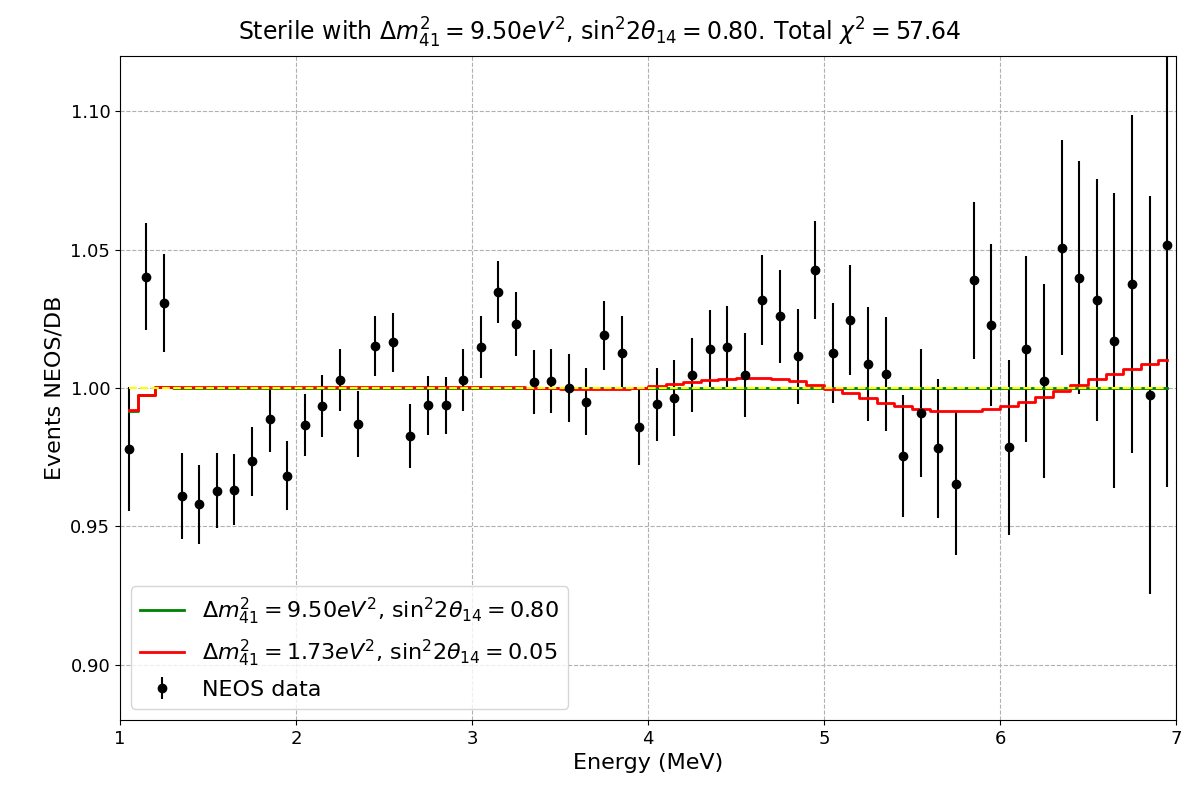 Sterile with Δm²₄₁ = 9.50eV², sin²2θ₁₄ = 0.80. Total χ² = 57.64
1.10
1.05
1.00
0.95
0.90
Events NEOS/DB
Δm²₄₁ = 9.50eV², sin²2θ₁₄ = 0.80
Δm²₄₁ = 1.73eV², sin²2θ₁₄ = 0.05
NEOS data
1 2 3 4 5 6 7
Energy (MeV)